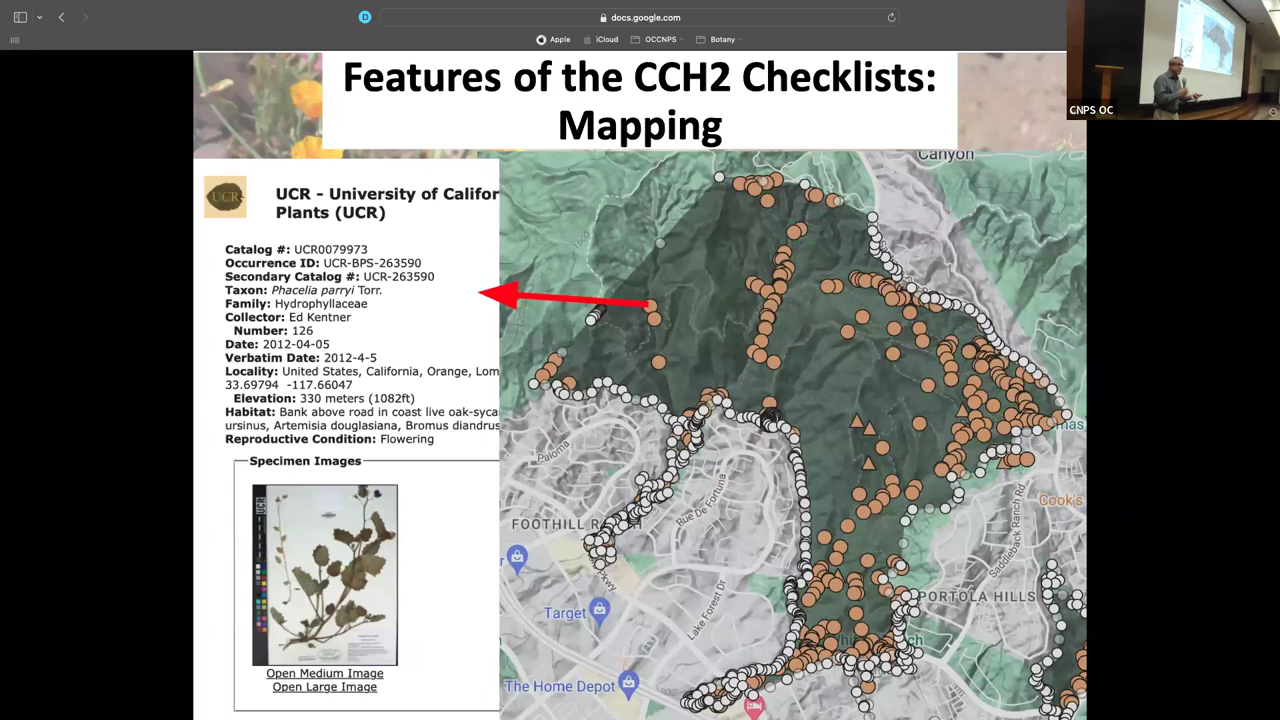 docs.google.com
Apple
iCloud
OCCNPS
Botany
CNPS OC
Features of the CCH2 Checklists:
Mapping
UCR
UCR - University of Califor
Plants (UCR)
Catalog #: UCR0079973
Occurrence ID: UCR-BPS-263590
Secondary Catalog #: UCR-263590
Taxon: Phacelia parryi Torr.
Family: Hydrophyllaceae
Collector: Ed Kentner
Number: 126
Date: 2012-04-05
Verbatim Date: 2012-4-5
Locality: United States, California, Orange, Lom
33.69794 -117.66047
Elevation: 330 meters (1082ft)
Habitat: Bank above road in coast live oak-syca
ursinus, Artemisia douglasiana, Bromus diandrus
Reproductive Condition: Flowering
Specimen Images
Open Medium Image
Open Large Image
Canyon
Paloma
FOOTHILL RANCH
Rue De Fortuna
Pkwy
Target
Lake Forest Dr
The Home Depot
Cook's
Saddleback Ranch Rd
PORTOLA HILLS